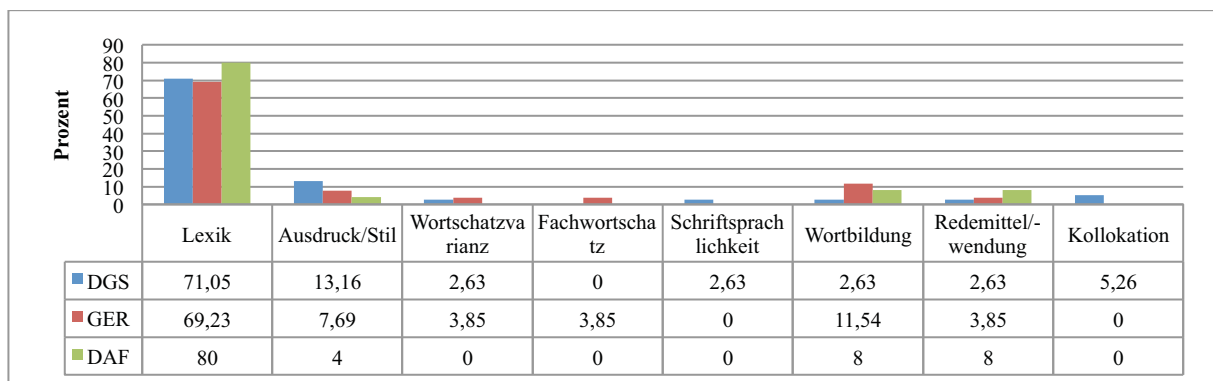 Prozent
90
80
70
60
50
40
30
20
10
0
Lexik Ausdruck/Stil Wortschatzva Fachwortscha Schriftsprach Wortbildung Redemittel/- Kollokation
rianz tz lichkeit wendung
DGS 71,05 13,16 2,63 0 2,63 2,63 2,63 5,26
GER 69,23 7,69 3,85 3,85 0 11,54 3,85 0
DAF 80 4 0 0 0 8 8 0